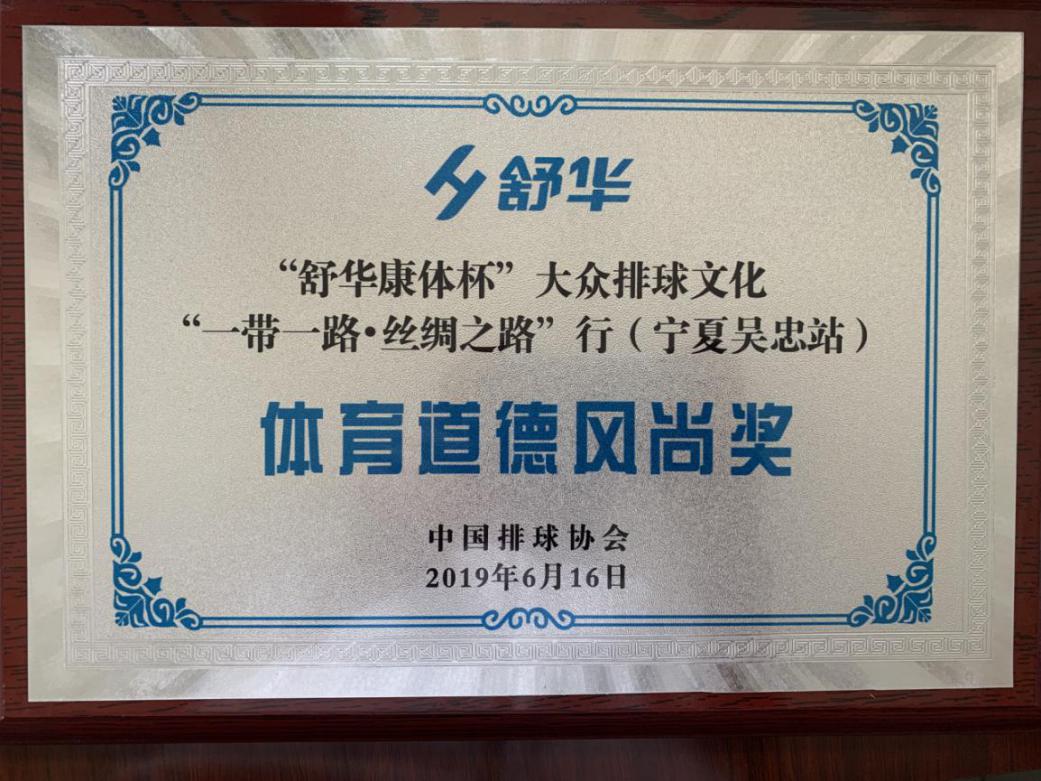 舒华
“舒华康体杯”大众排球文化
“一带一路·丝绸之路”行（宁夏吴忠站）
体育道德风尚奖
中国排球协会
2019年6月16日